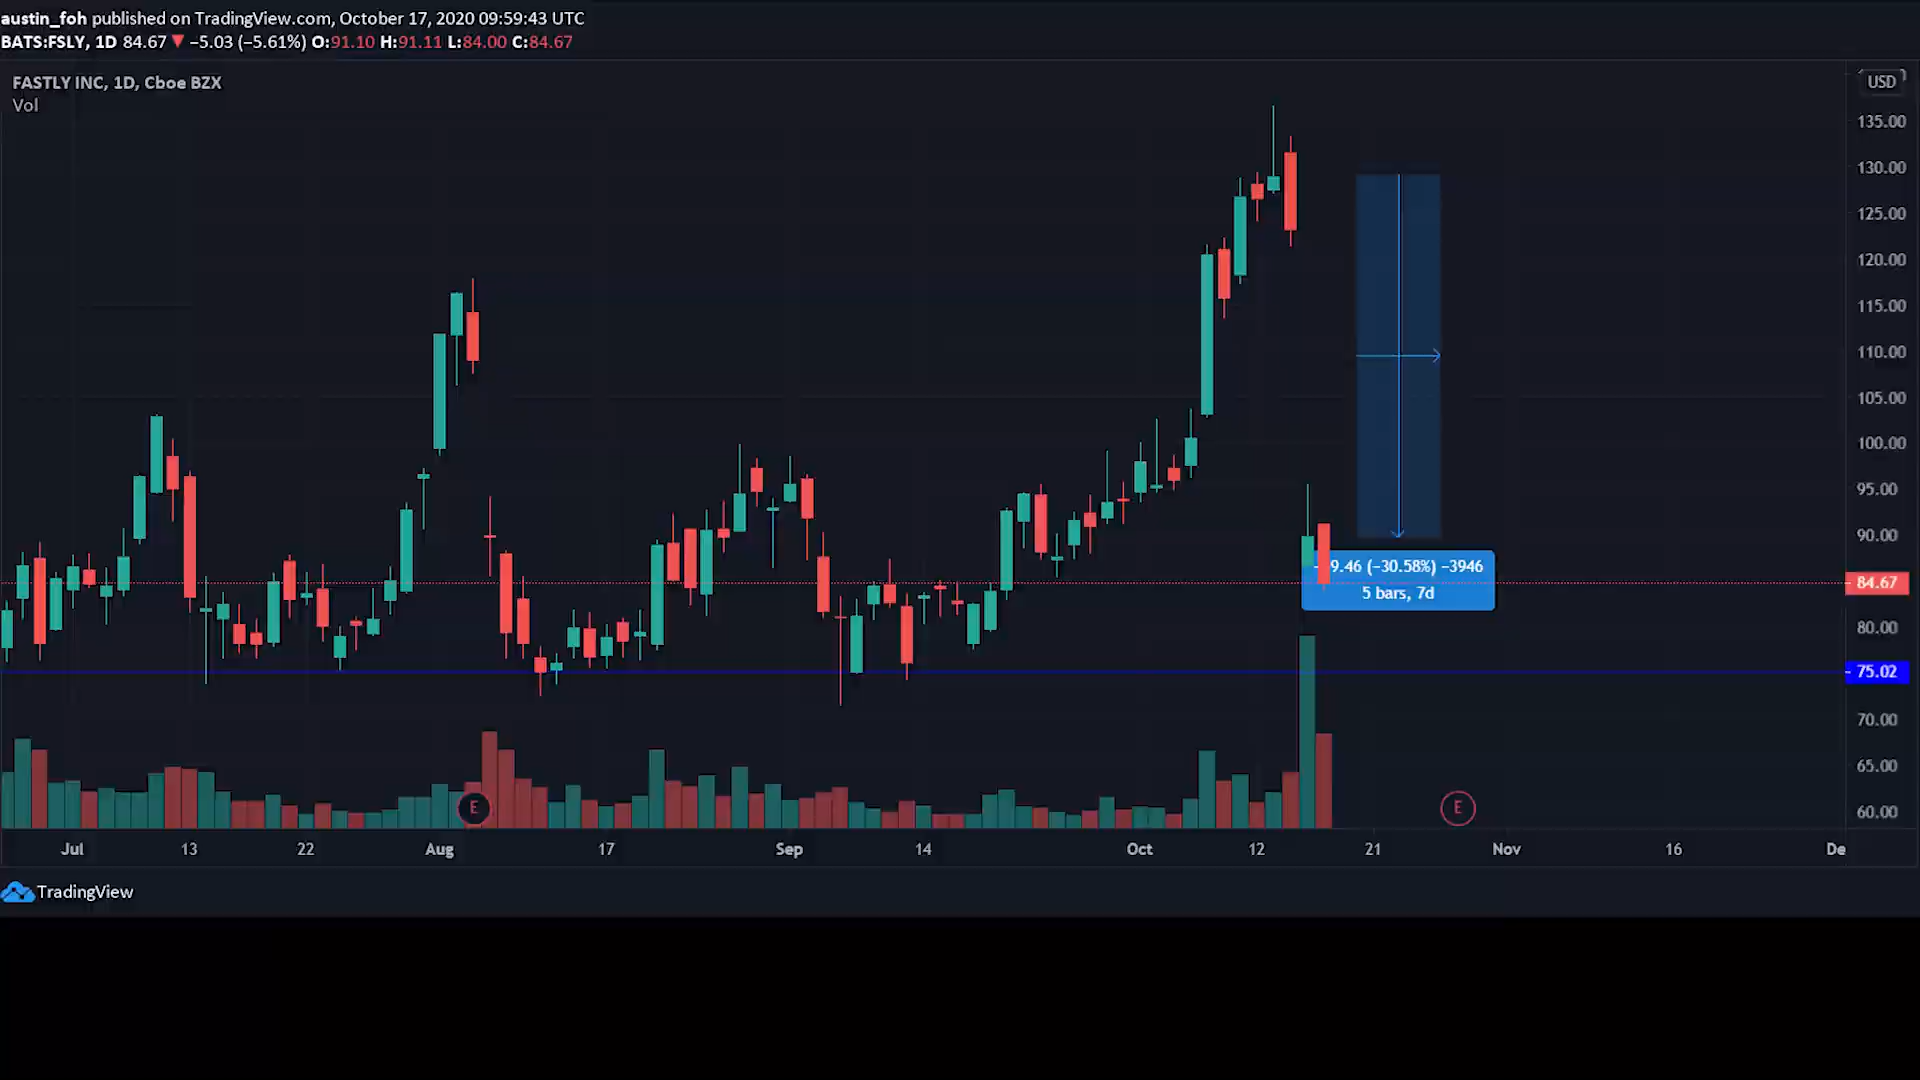 austin_foh published on TradingView.com, October 17, 2020 09:59:43 UTC
BATS:FSLY, 1D 84.67 ▼ −5.03 (−5.61%) O:91.10 H:91.11 L:84.00 C:84.67
FASTLY INC, 1D, Cboe BZX
Vol
USD
135.00
130.00
125.00
120.00
115.00
110.00
105.00
100.00
95.00
90.00
84.67
80.00
75.02
70.00
65.00
60.00
9.46 (−30.58%) −3946
5 bars, 7d
E
E
Jul 13 22 Aug 17 Sep 14 Oct 12 21 Nov 16 De
TradingView